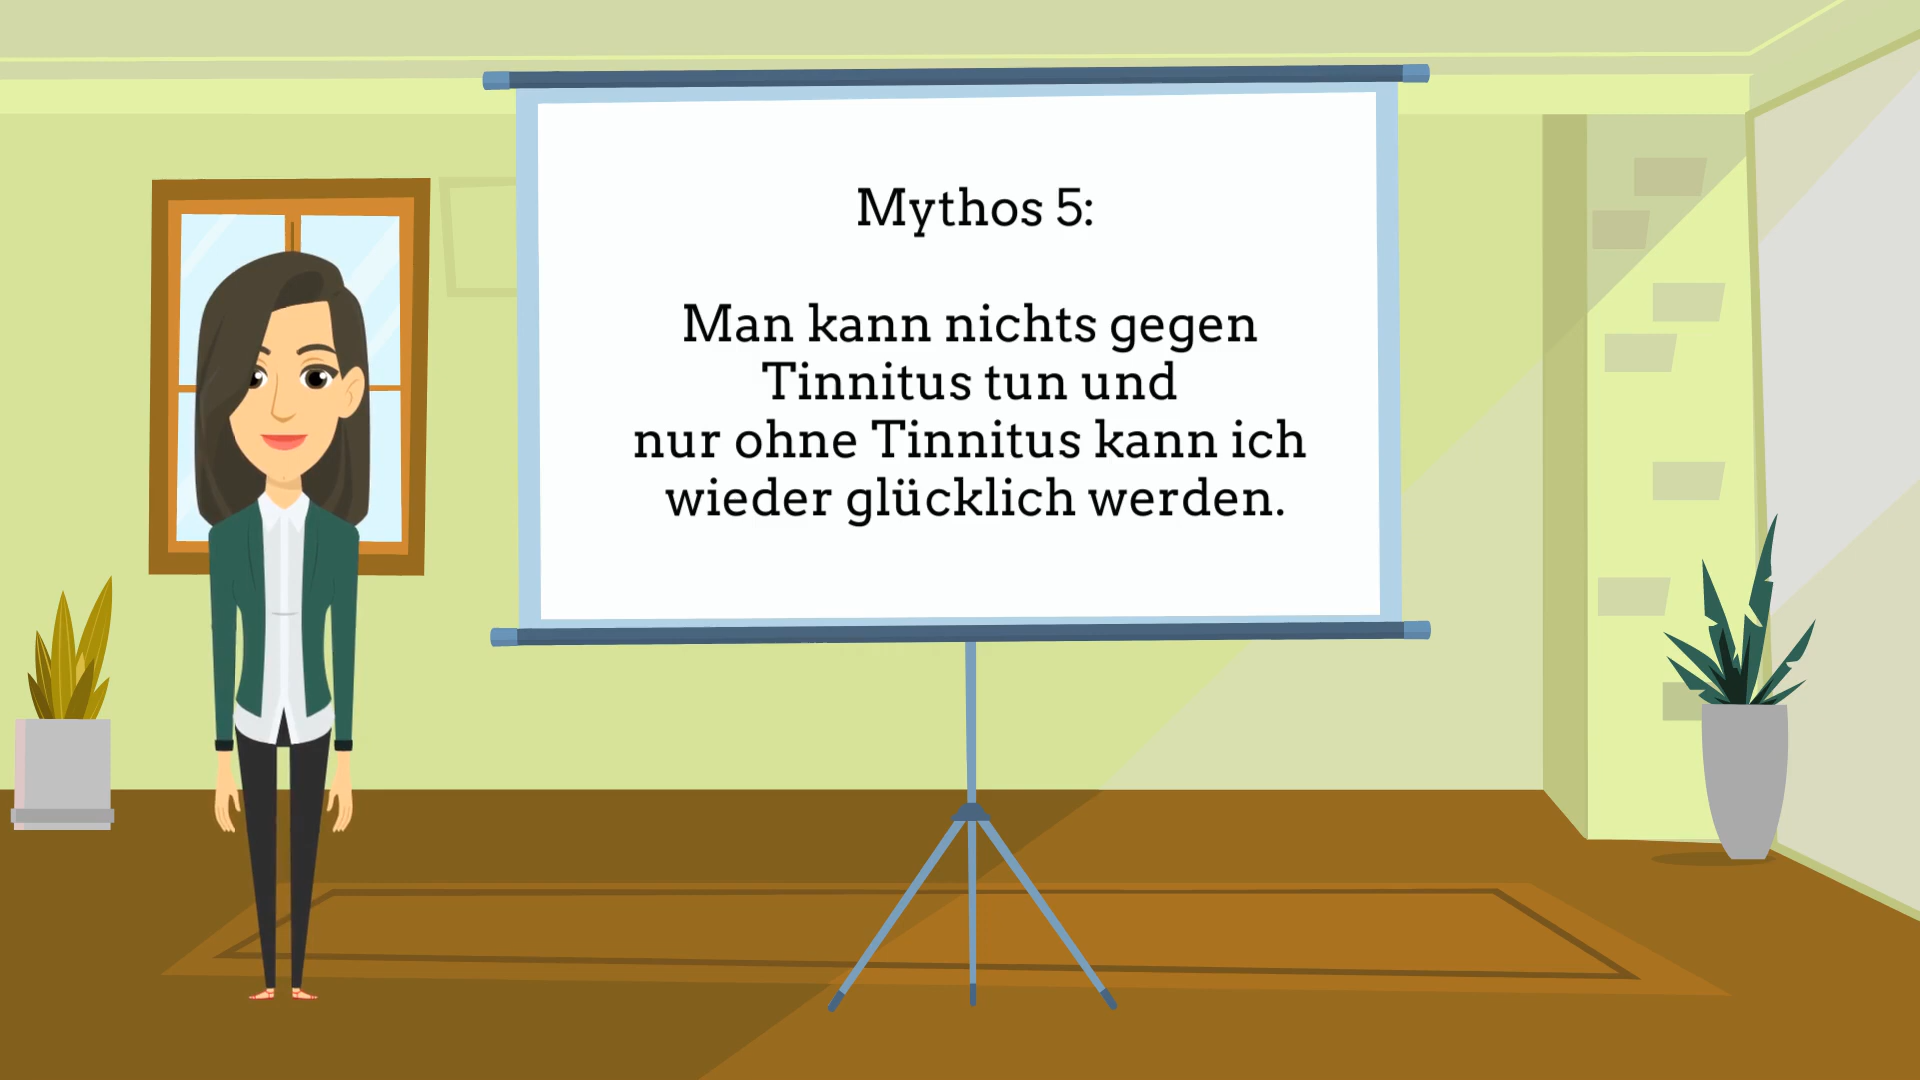 Mythos 5:
Man kann nichts gegen
Tinnitus tun und
nur ohne Tinnitus kann ich
wieder glücklich werden.